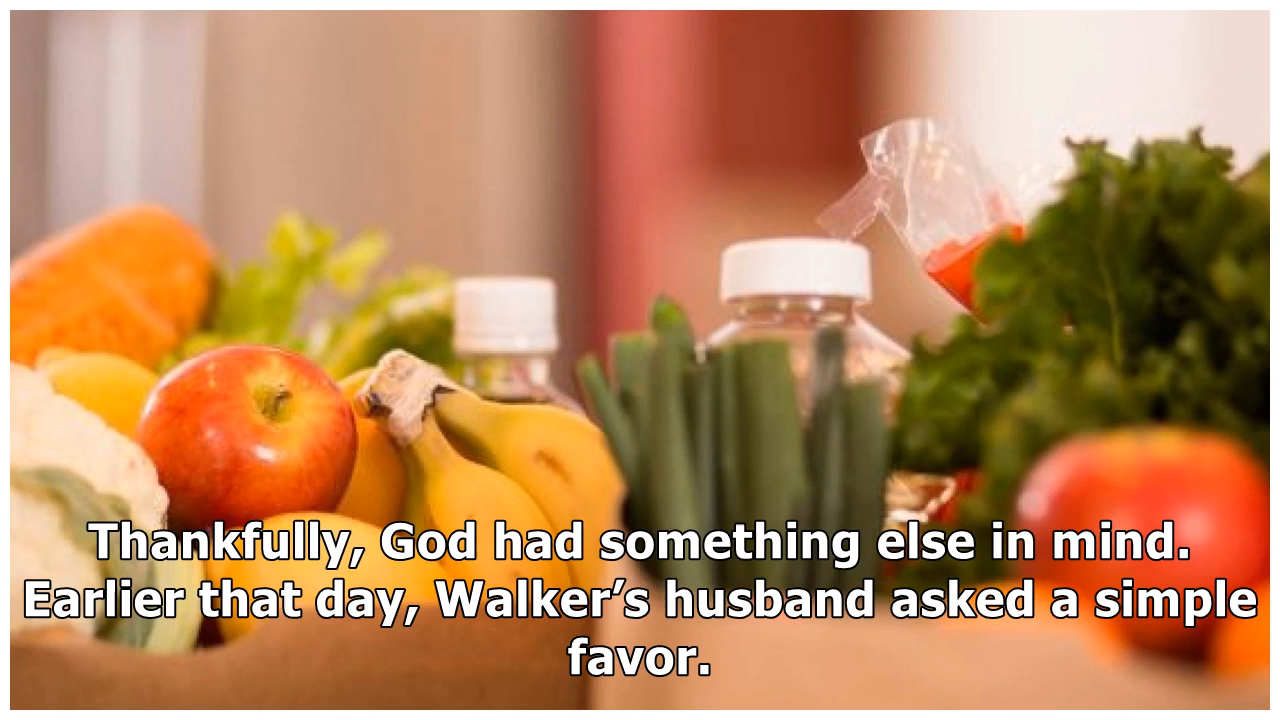 Thankfully, God had something else in mind.
Earlier that day, Walker’s husband asked a simple
favor.